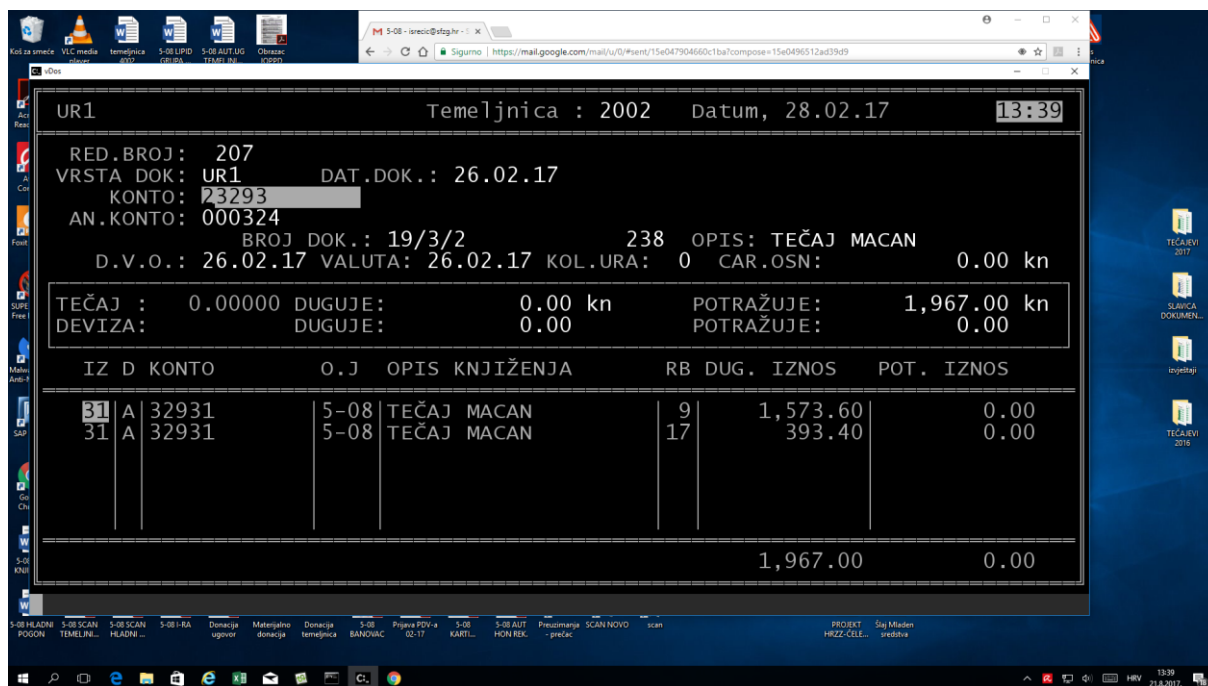 Koš za smeće
VLC media player
temeljnica 4002
5-08 LIPID GRUPA ...
5-08 AUT.UG TEMELJNI...
Obrazac JOPPD
5-08 - isrecic@sfzg.hr -
Sigurno | https://mail.google.com/mail/u/0/#sent/15e047904660c1ba?compose=15e0496512ad39d9
vDos
UR1 Temeljnica : 2002 Datum, 28.02.17 13:39
RED.BROJ: 207
VRSTA DOK: UR1 DAT.DOK.: 26.02.17
KONTO: 23293
AN.KONTO: 000324
BROJ DOK.: 19/3/2 238 OPIS: TEČAJ MACAN
D.V.O.: 26.02.17 VALUTA: 26.02.17 KOL.URA: 0 CAR.OSN: 0.00 kn
TEČAJ : 0.00000 DUGUJE: 0.00 kn POTRAŽUJE: 1,967.00 kn
DEVIZA: DUGUJE: 0.00 POTRAŽUJE: 0.00
IZ D KONTO O.J OPIS KNJIŽENJA RB DUG. IZNOS POT. IZNOS
31 A 32931 5-08 TEČAJ MACAN 9 1,573.60 0.00
31 A 32931 5-08 TEČAJ MACAN 17 393.40 0.00
1,967.00 0.00
TEČAJEVI 2017
SLAVICA DOKUMEN...
izvještaji
TEČAJEVI 2016
5-08 HLADNI POGON
5-08 SCAN TEMELJNI...
5-08 SCAN HLADNI ...
5-08 I-RA
Donacija ugovor
Materijalno donacija
Donacija temeljnica
5-08 BANOVAC
Prijava PDV-a 02-17
5-08 KARTI...
5-08 AUT HON REK.
Preuzimanja - prečac
SCAN NOVO
scan
PROJEKT HRZZ-ČELE...
Šlaj Mladen sredstva
HRV
13:39
21.8.2017.